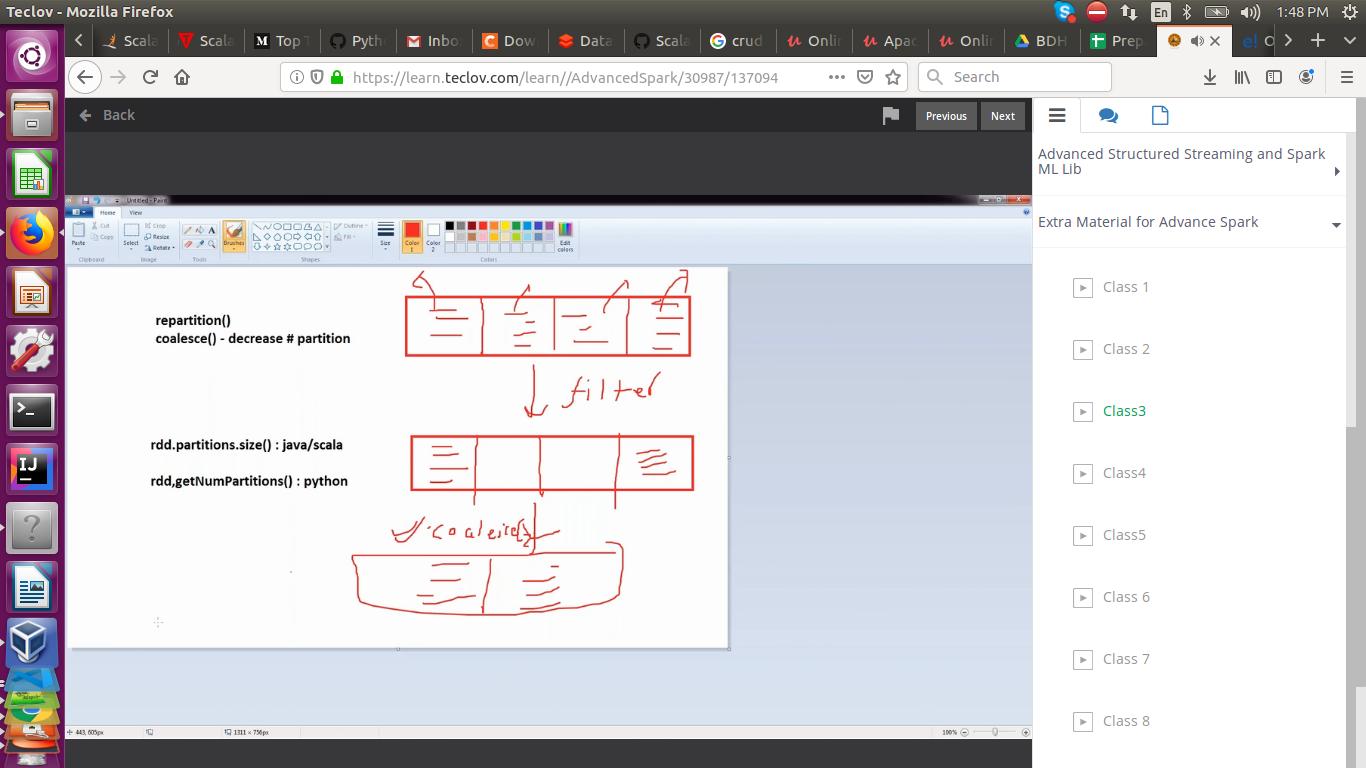 Teclov - Mozilla Firefox
En
1:48 PM
Scala
Scala
Top T
Pyth
Inbo
Dow
Data
Scala
crud
Onlin
Apac
Onlin
BDH
Prep
https://learn.teclov.com/learn//AdvancedSpark/30987/137094
Search
Back
Previous
Next
Untitled - Paint
Home
View
Paste
Cut
Copy
Clipboard
Select
Crop
Resize
Rotate
Image
Tools
Brushes
Shapes
Outline
Fill
Size
Color 1
Color 2
Edit colors
Colors
repartition()
coalesce() - decrease # partition
filter
rdd.partitions.size() : java/scala
rdd,getNumPartitions() : python
443, 605px
1311 × 756px
100%
Advanced Structured Streaming and Spark
ML Lib
Extra Material for Advance Spark
Class 1
Class 2
Class3
Class4
Class5
Class 6
Class 7
Class 8